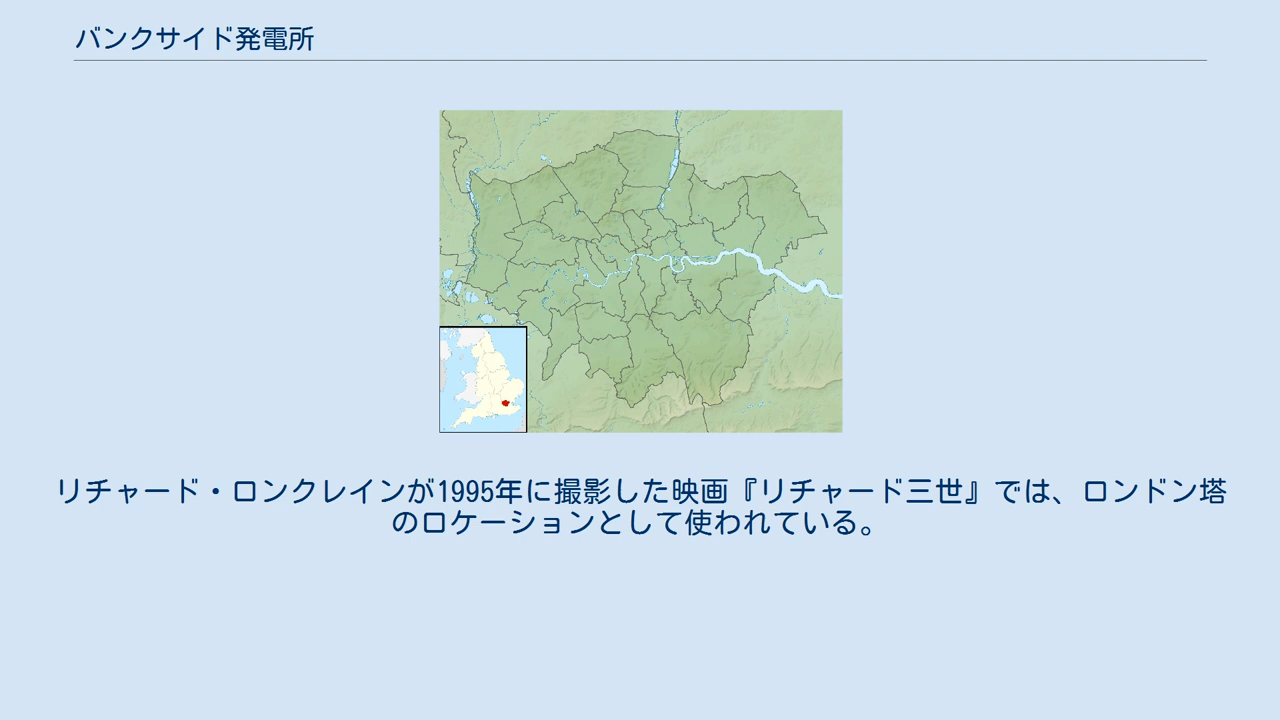 バンクサイド発電所
リチャード・ロンクレインが1995年に撮影した映画『リチャード三世』では、ロンドン塔
のロケーションとして使われている。